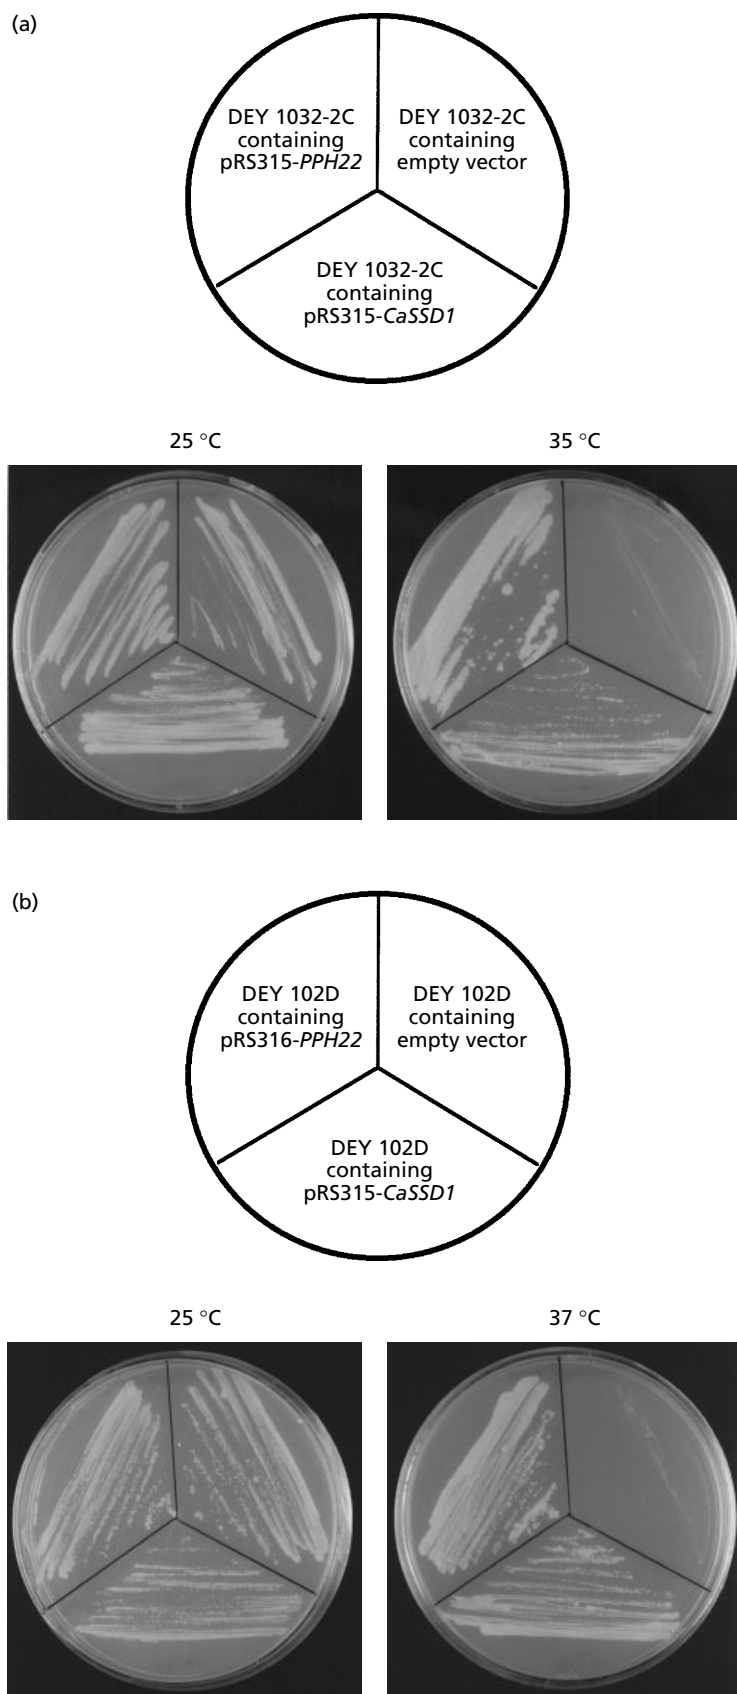 (a)
DEY 1032-2C
containing
pRS315-PPH22
DEY 1032-2C
containing
empty vector
DEY 1032-2C
containing
pRS315-CaSSD1
25 °C
35 °C
(b)
DEY 102D
containing
pRS316-PPH22
DEY 102D
containing
empty vector
DEY 102D
containing
pRS315-CaSSD1
25 °C
37 °C